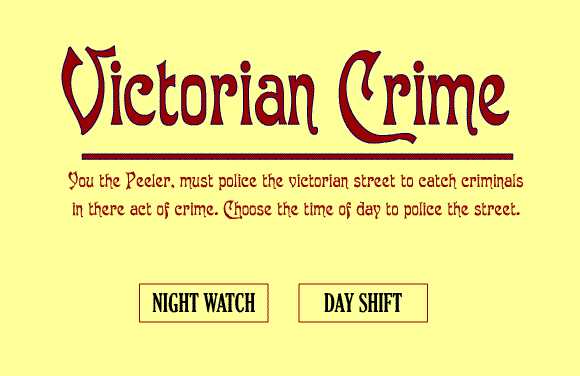 Victorian Crime
You the Peeler, must police the victorian street to catch criminals
in there act of crime. Choose the time of day to police the street.
NIGHT WATCH
DAY SHIFT